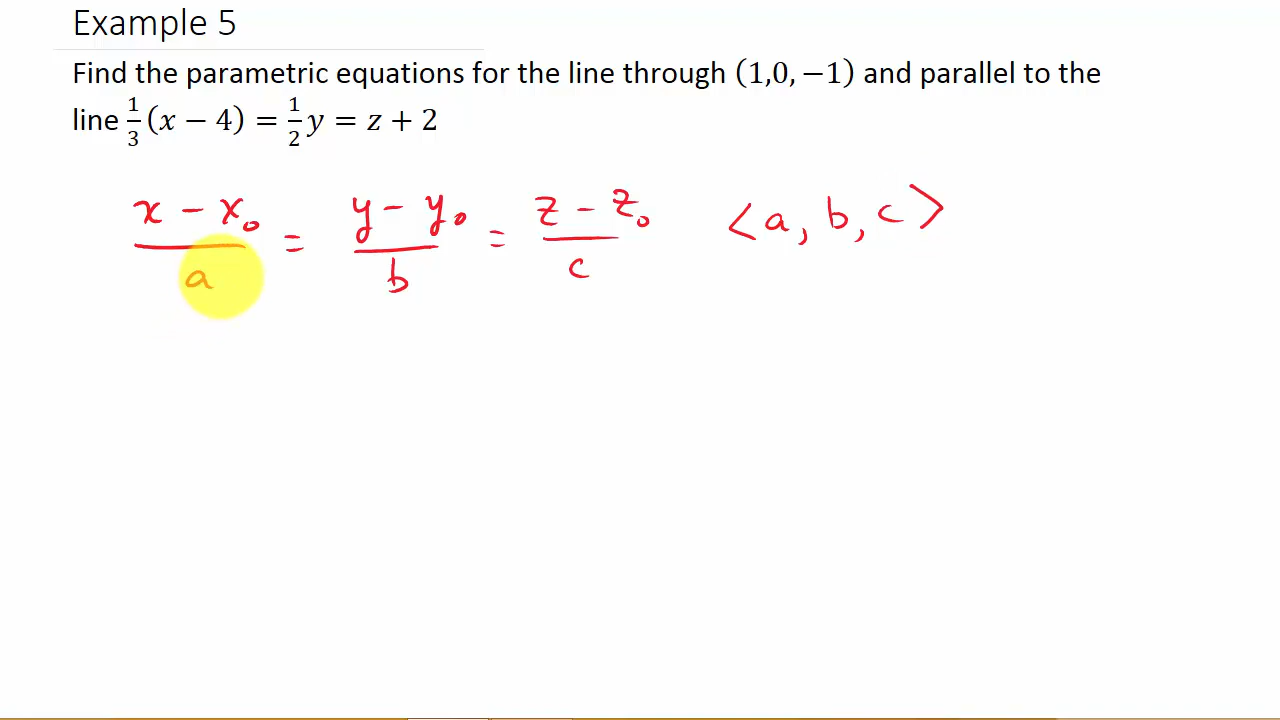 Example 5
Find the parametric equations for the line through (1,0, −1) and parallel to the
line 1/3 (x − 4) = 1/2 y = z + 2
(x − x₀)/a = (y − y₀)/b = (z − z₀)/c <a, b, c>